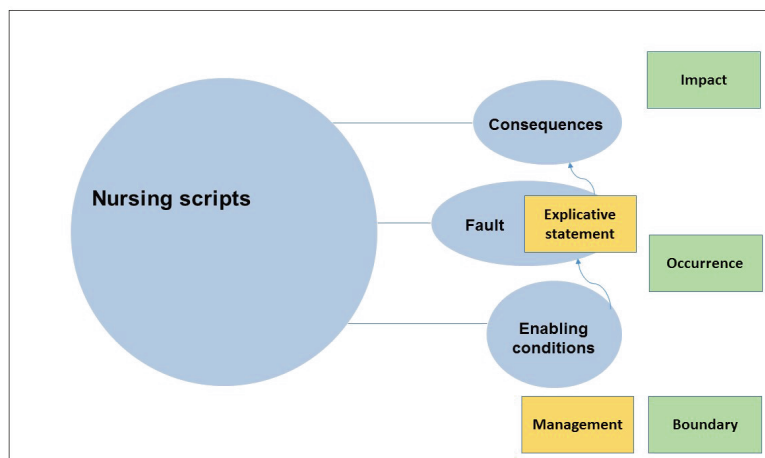 Impact
Consequences
Nursing scripts
Fault
Explicative
statement
Occurrence
Enabling
conditions
Management
Boundary